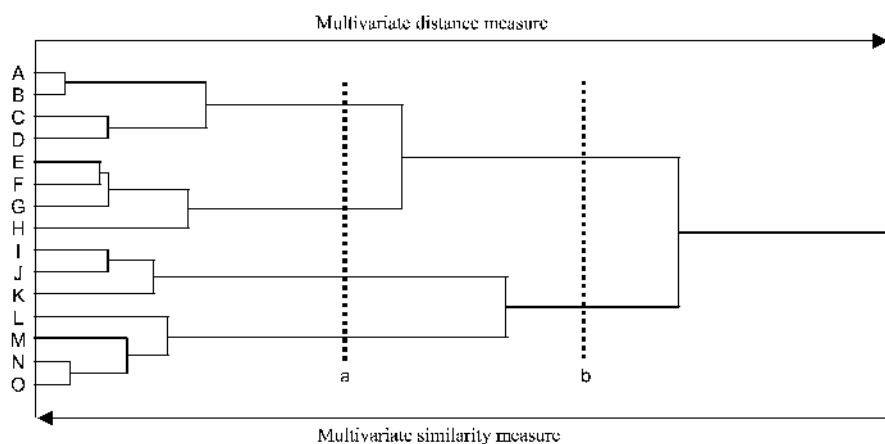 Multivariate distance measure
A
B
C
D
E
F
G
H
I
J
K
L
M
N
O
a
b
Multivariate similarity measure